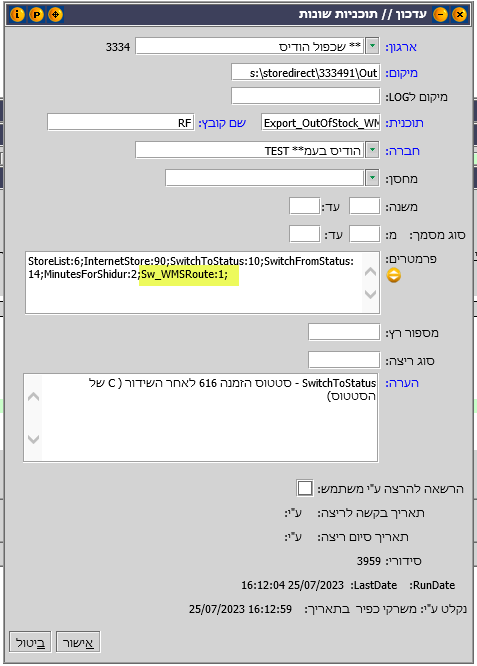 עדכון // תוכניות שונות
ארגון: ** שכפול הודיס 3334
מיקום: s:\storedirect\333491\Out
מיקום לLOG:
תוכנית: Export_OutOfStock_WM שם קובץ: RF
חברה: הודיס בעמ** TEST
מחסן:
משנה: עד:
סוג מסמך: מ: עד:
פרמטרים: StoreList:6;InternetStore:90;SwitchToStatus:10;SwitchFromStatus:
14;MinutesForShidur:2;Sw_WMSRoute:1;
מספור רץ:
סוג ריצה:
הערה: SwitchToStatus - סטטוס הזמנה 616 לאחר השידור ( C של
הסטטוס)
הרשאה להרצה ע"י משתמש:
תאריך בקשה לריצה: ע"י:
תאריך סיום ריצה: ע"י:
סידורי: 3959
RunDate: LastDate: 25/07/2023 16:12:04
נקלט ע"י: משרקי כפיר בתאריך: 25/07/2023 16:12:59
אישור ביטול